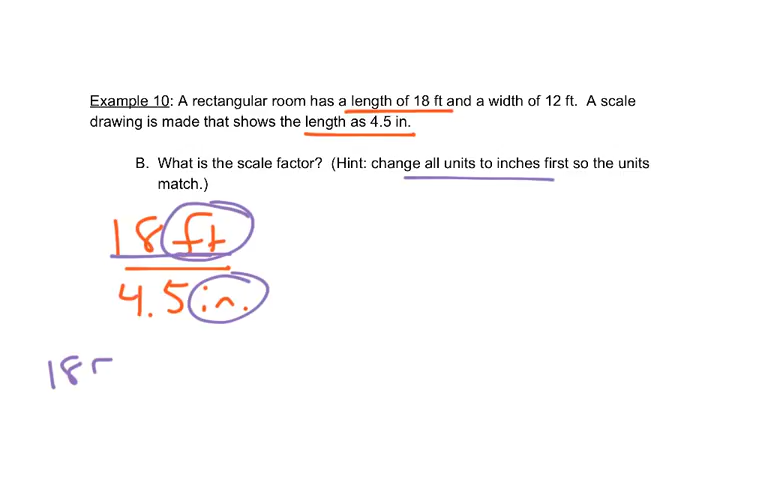 Example 10: A rectangular room has a length of 18 ft and a width of 12 ft. A scale
drawing is made that shows the length as 4.5 in.
B. What is the scale factor? (Hint: change all units to inches first so the units
match.)
18 ft
4.5 in.
18